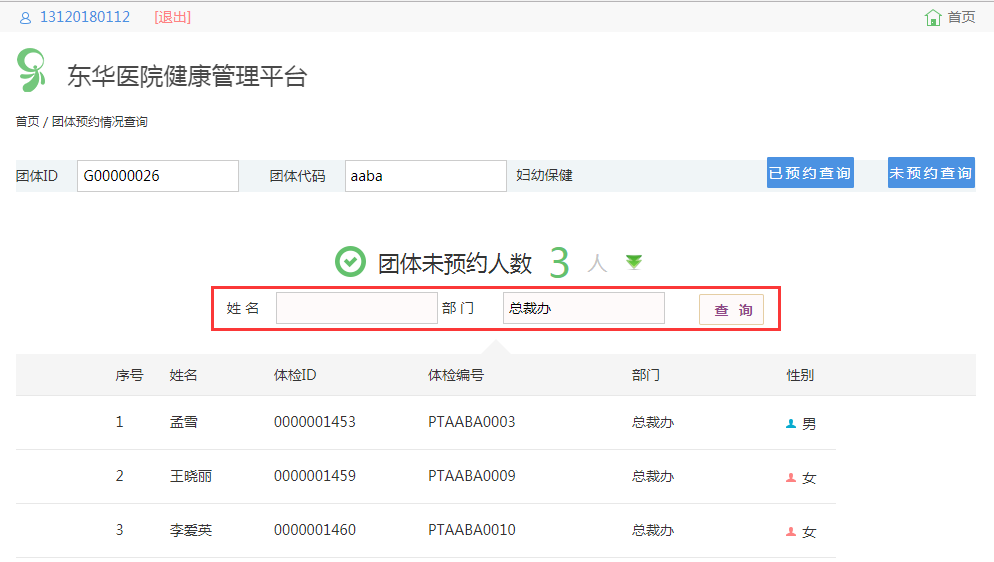 13120180112 [退出] 首页
东华医院健康管理平台
首页 / 团体预约情况查询
团体ID G00000026 团体代码 aaba 妇幼保健 已预约查询 未预约查询
团体未预约人数 3 人
姓 名 部 门 总裁办 查 询
序号 姓名 体检ID 体检编号 部门 性别
1 孟雪 0000001453 PTAABA0003 总裁办 男
2 王晓丽 0000001459 PTAABA0009 总裁办 女
3 李爱英 0000001460 PTAABA0010 总裁办 女